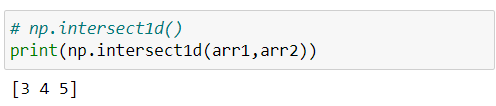 # np.intersect1d()
print(np.intersect1d(arr1,arr2))
[3 4 5]